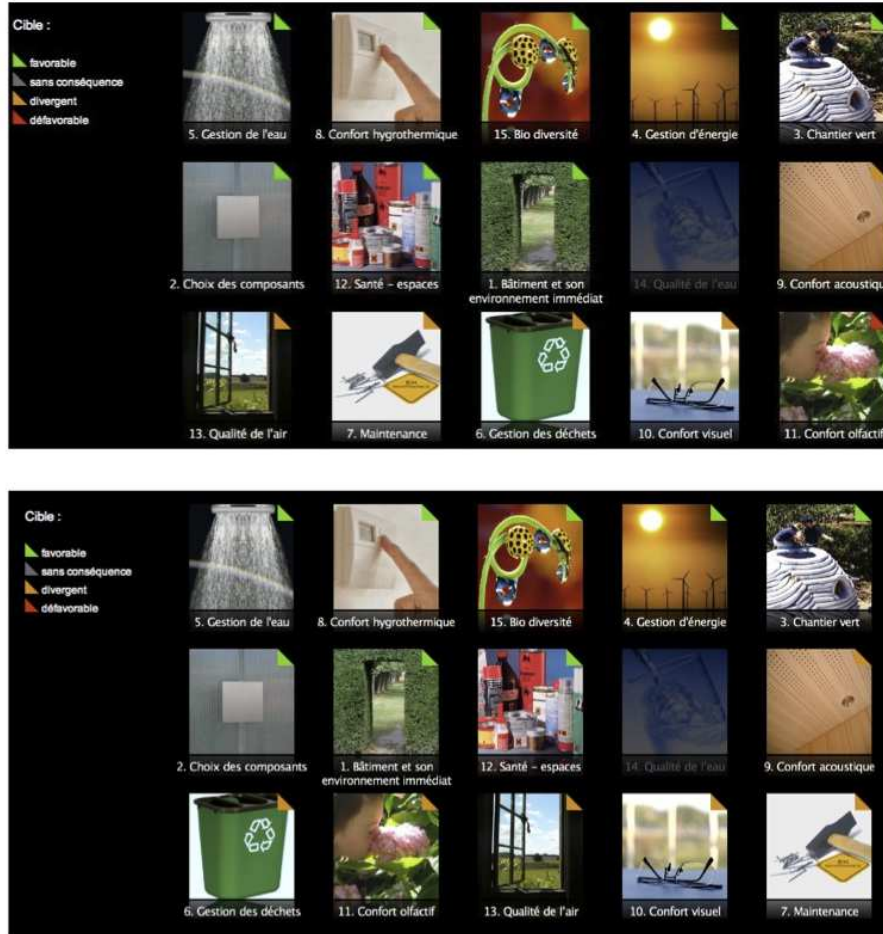 Cible :
favorable
sans conséquence
divergent
défavorable
5. Gestion de l'eau
8. Confort hygrothermique
15. Bio diversité
4. Gestion d'énergie
3. Chantier vert
2. Choix des composants
12. Santé - espaces
1. Bâtiment et son
environnement immédiat
14. Qualité de l'eau
9. Confort acoustiqu
13. Qualité de l'air
7. Maintenance
6. Gestion des déchets
10. Confort visuel
11. Confort olfactif
Cible :
favorable
sans conséquence
divergent
défavorable
5. Gestion de l'eau
8. Confort hygrothermique
15. Bio diversité
4. Gestion d'énergie
3. Chantier vert
2. Choix des composants
1. Bâtiment et son
environnement immédiat
12. Santé - espaces
14. Qualité de l'eau
9. Confort acoustique
6. Gestion des déchets
11. Confort olfactif
13. Qualité de l'air
10. Confort visuel
7. Maintenance